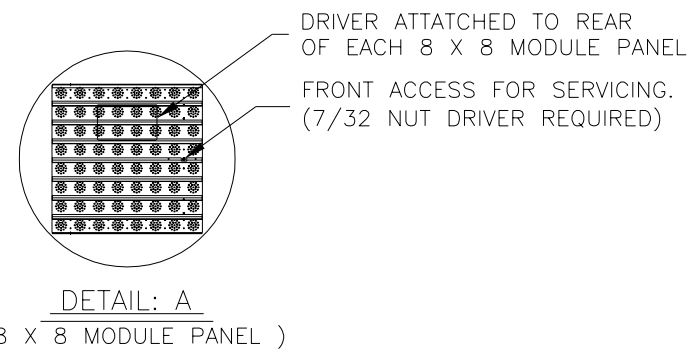 DRIVER ATTATCHED TO REAR
OF EACH 8 X 8 MODULE PANEL
FRONT ACCESS FOR SERVICING.
(7/32 NUT DRIVER REQUIRED)
DETAIL: A
8 X 8 MODULE PANEL )